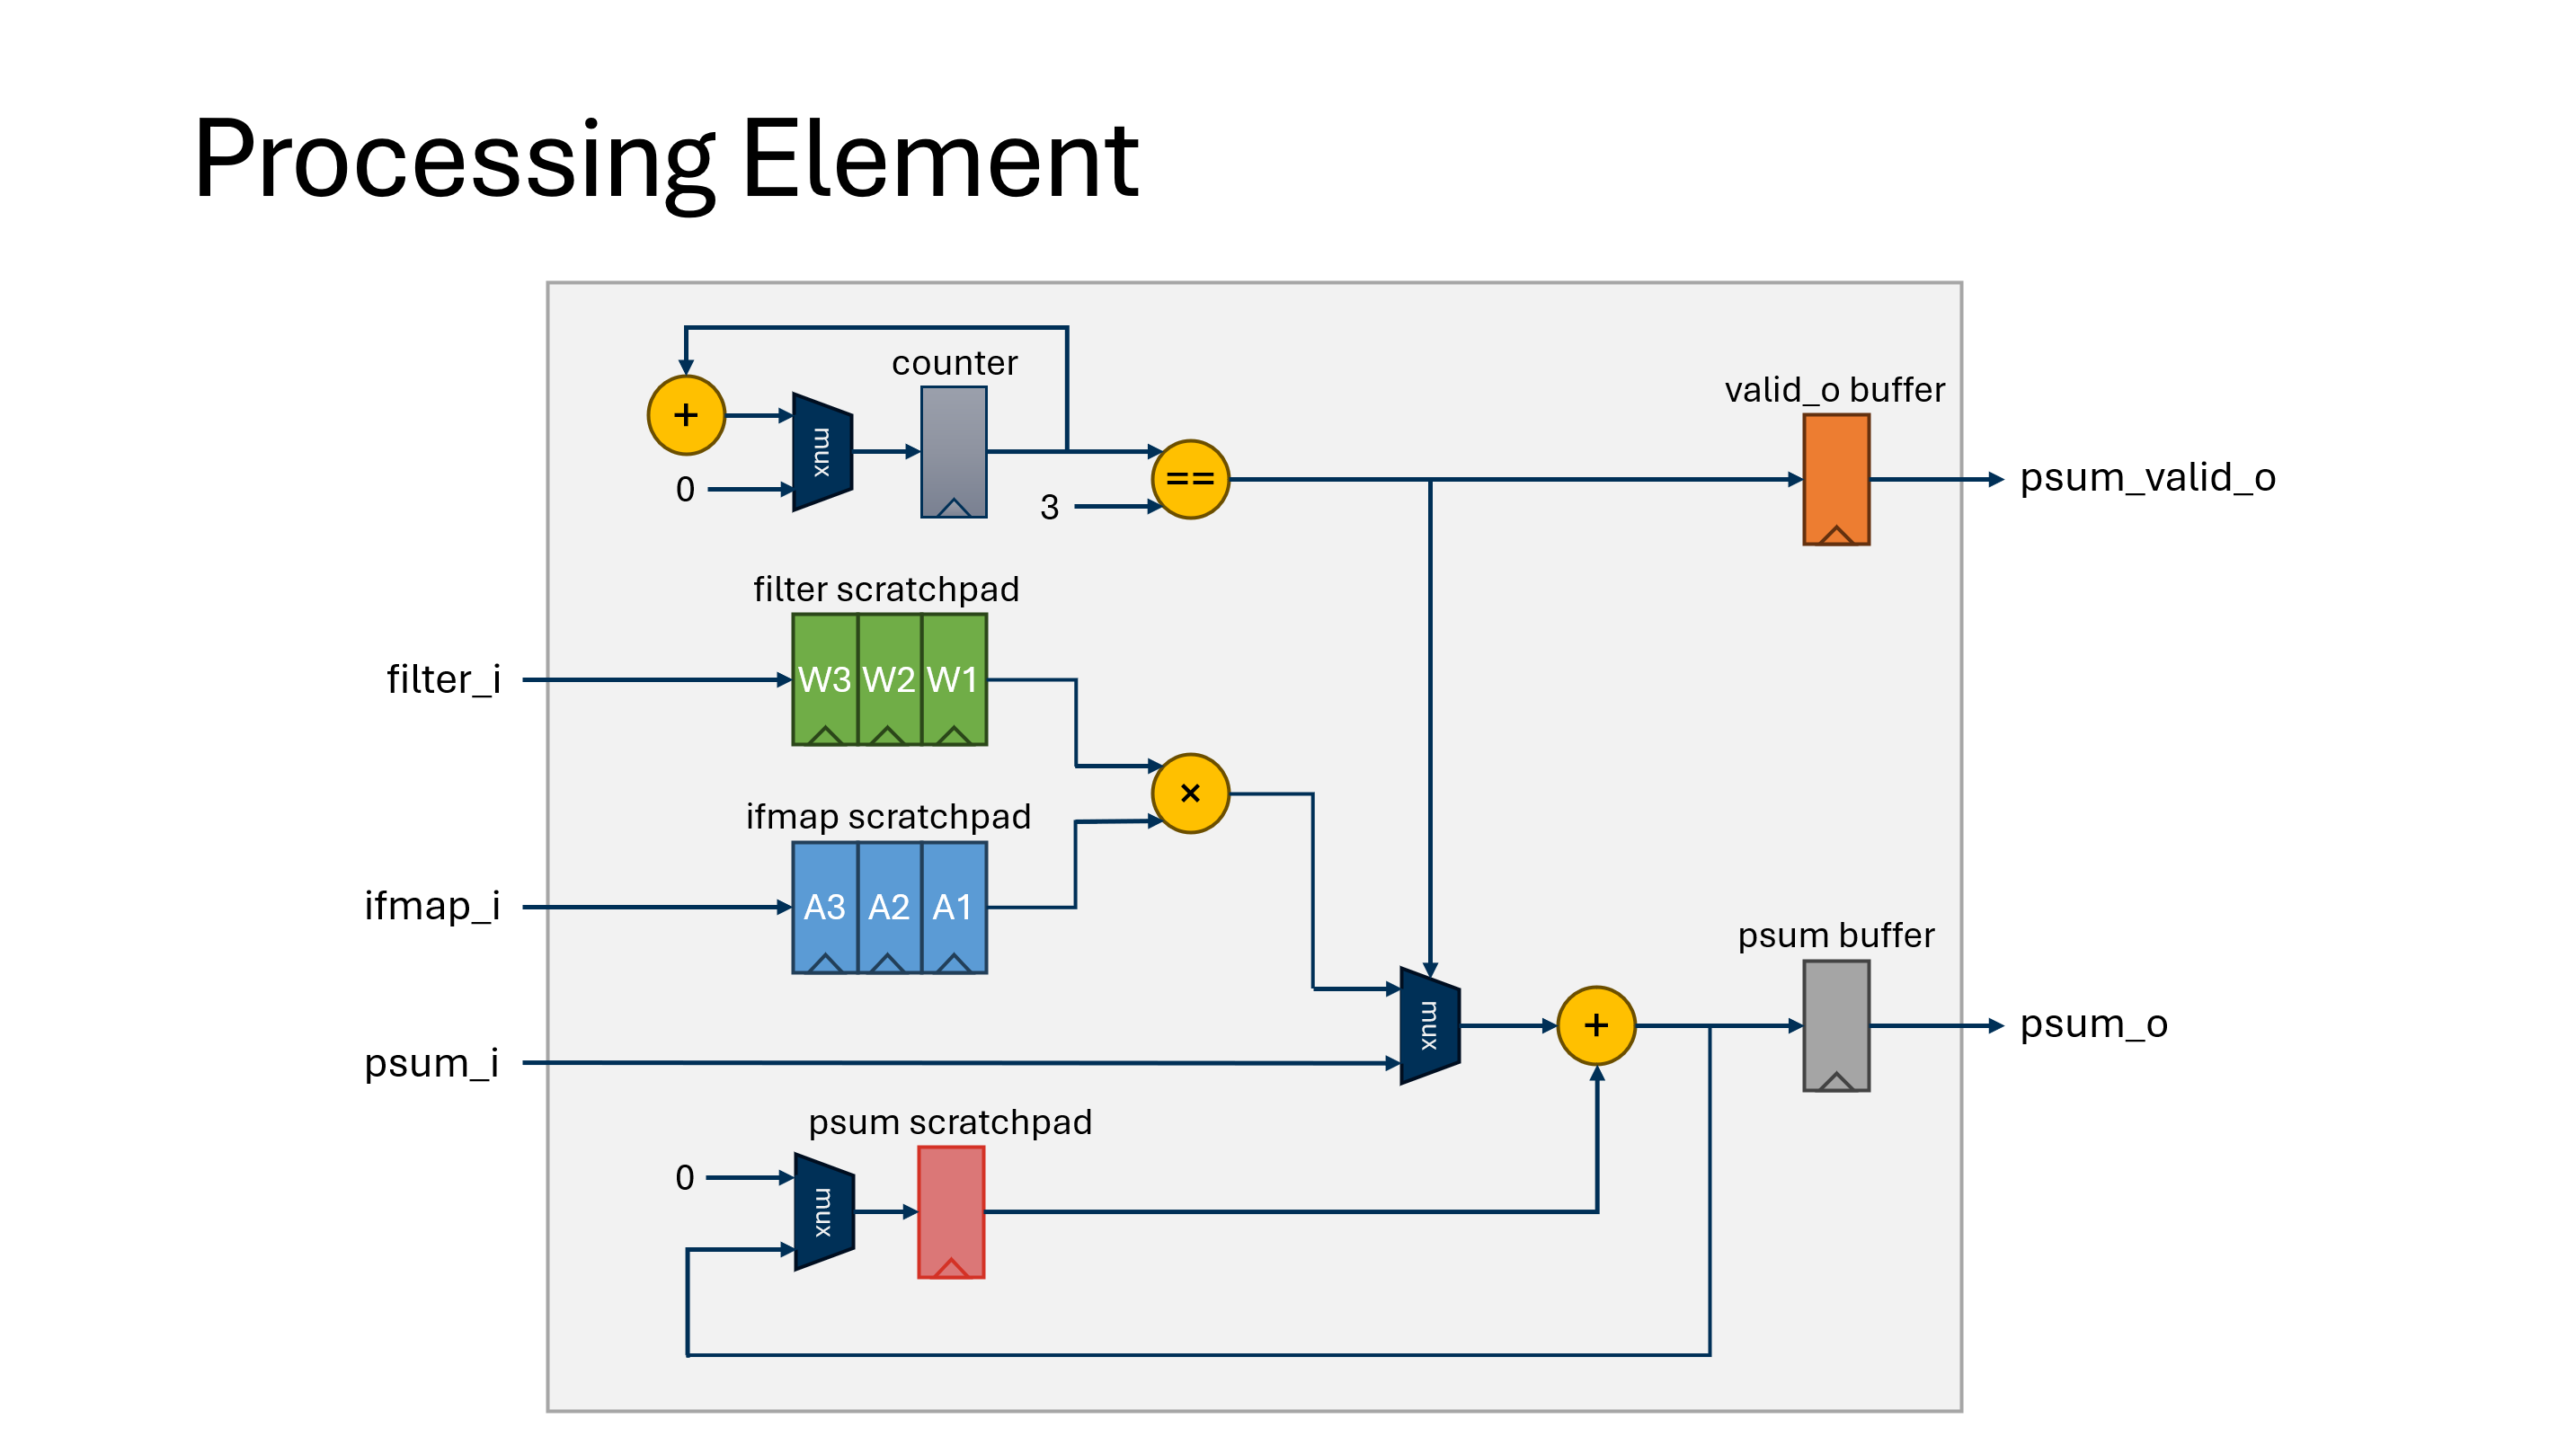 Processing Element
counter
+
mux
0
3
==
valid_o buffer
psum_valid_o
filter scratchpad
filter_i
W3 W2 W1
×
ifmap scratchpad
ifmap_i
A3 A2 A1
psum_i
mux
+
psum buffer
psum_o
psum scratchpad
0
mux